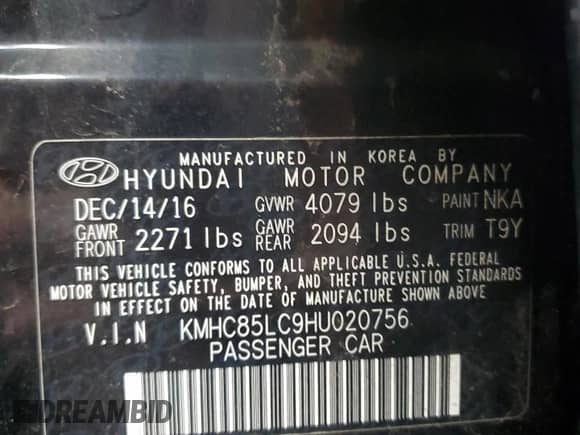 MANUFACTURED IN KOREA BY
HYUNDAI MOTOR COMPANY
DEC/14/16 GVWR 4079 lbs PAINT NKA
GAWR FRONT 2271 lbs GAWR REAR 2094 lbs TRIM T9Y
THIS VEHICLE CONFORMS TO ALL APPLICABLE U.S.A. FEDERAL
MOTOR VEHICLE SAFETY, BUMPER, AND THEFT PREVENTION STANDARDS
IN EFFECT ON THE DATE OF MANUFACTURE SHOWN ABOVE
V.I.N KMHC85LC9HU020756
PASSENGER CAR
DREAMBID